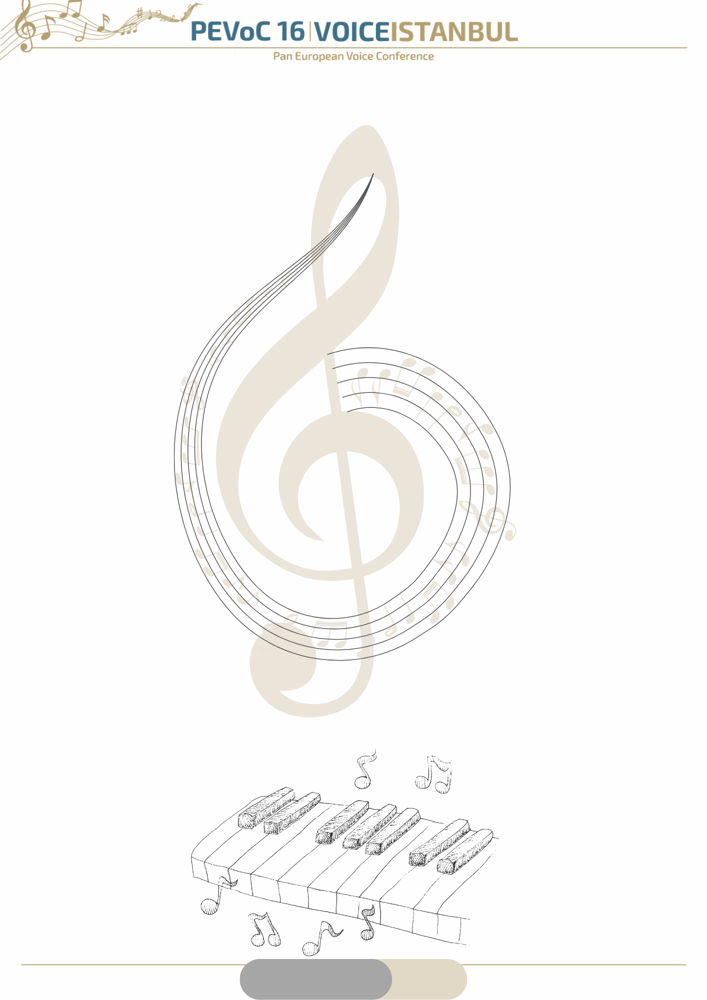 PEVoC 16 | VOICEISTANBUL
Pan European Voice Conference